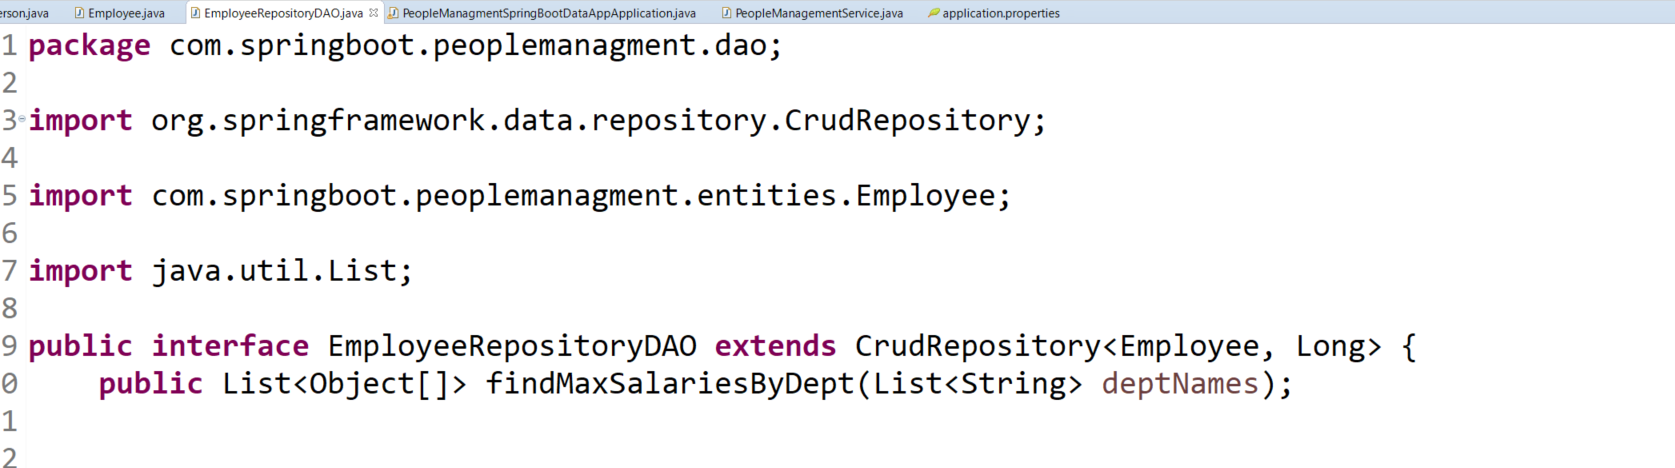 erson.java Employee.java EmployeeRepositoryDAO.java PeopleManagmentSpringBootDataAppApplication.java PeopleManagementService.java application.properties
1 package com.springboot.peoplemanagment.dao;
2
3 import org.springframework.data.repository.CrudRepository;
4
5 import com.springboot.peoplemanagment.entities.Employee;
6
7 import java.util.List;
8
9 public interface EmployeeRepositoryDAO extends CrudRepository<Employee, Long> {
0 public List<Object[]> findMaxSalariesByDept(List<String> deptNames);
1
2